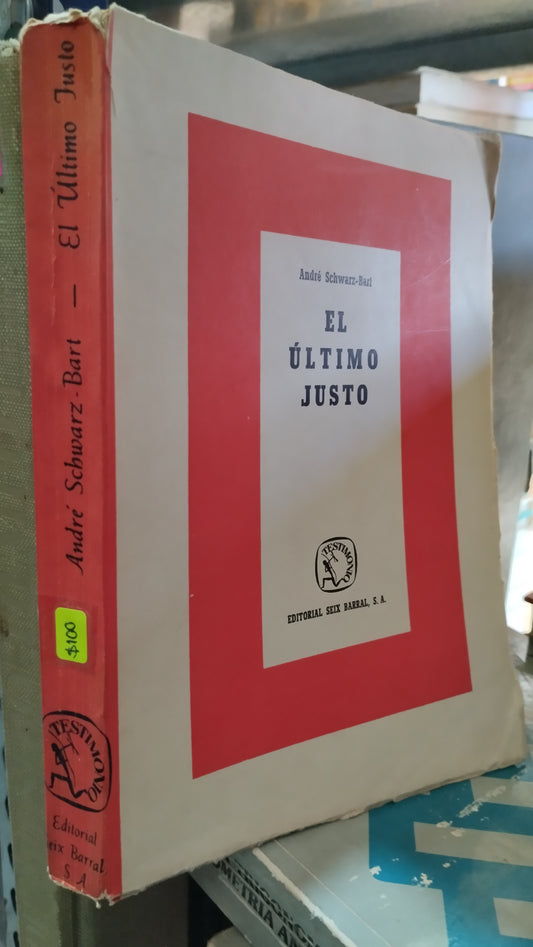 André Schwarz-Bart — El Último Justo
$100
TESTIMONIO
Editorial
Seix Barral,
S A
André Schwarz-Bart
EL
ÚLTIMO
JUSTO
TESTIMONIO
EDITORIAL SEIX BARRAL, S. A.